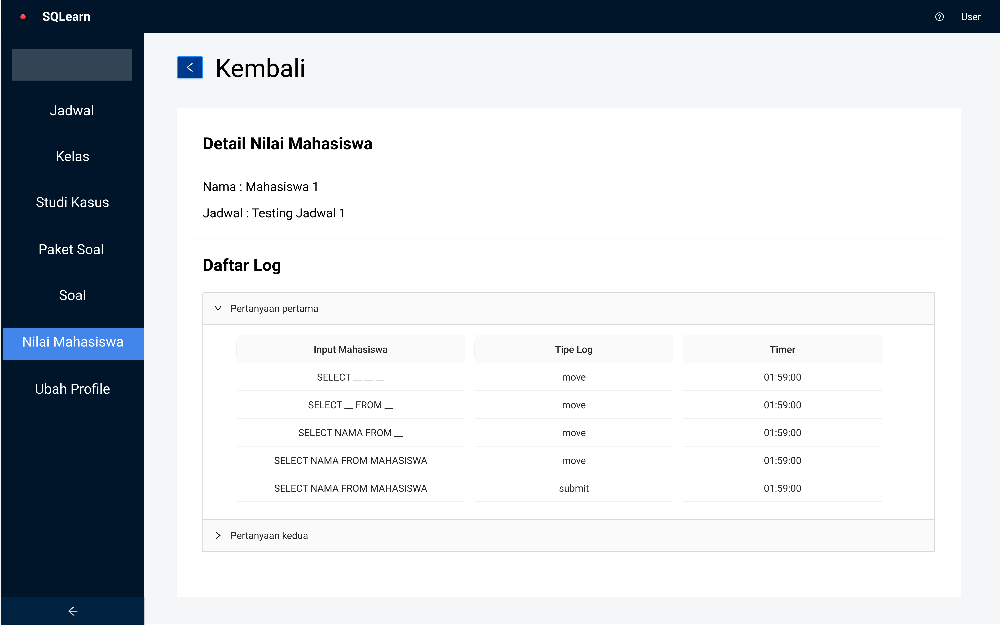 SQLearn
User
Jadwal
Kelas
Studi Kasus
Paket Soal
Soal
Nilai Mahasiswa
Ubah Profile
Kembali
Detail Nilai Mahasiswa
Nama : Mahasiswa 1
Jadwal : Testing Jadwal 1
Daftar Log
Pertanyaan pertama
Input Mahasiswa Tipe Log Timer
SELECT __ __ __ move 01:59:00
SELECT __ FROM __ move 01:59:00
SELECT NAMA FROM __ move 01:59:00
SELECT NAMA FROM MAHASISWA move 01:59:00
SELECT NAMA FROM MAHASISWA submit 01:59:00
Pertanyaan kedua